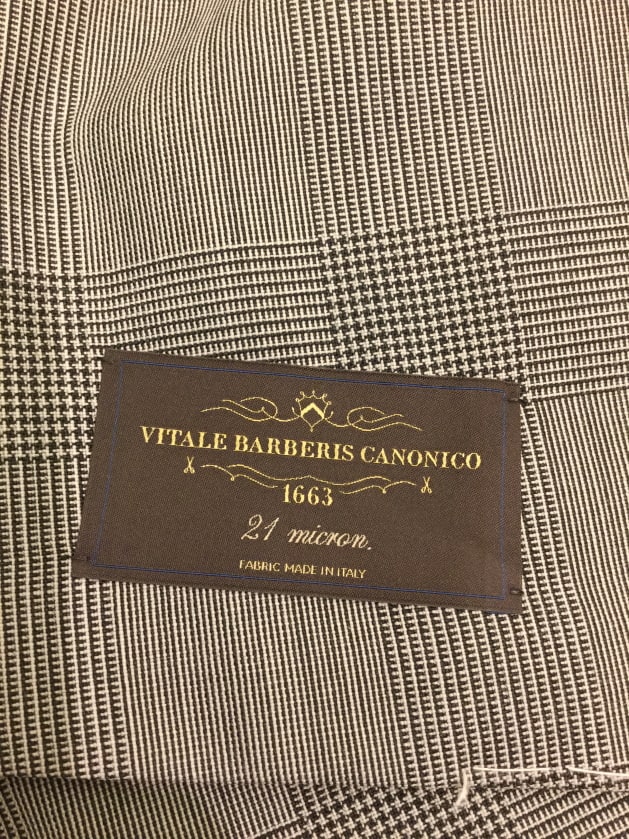 VITALE BARBERIS CANONICO
1663
21 micron.
FABRIC MADE IN ITALY